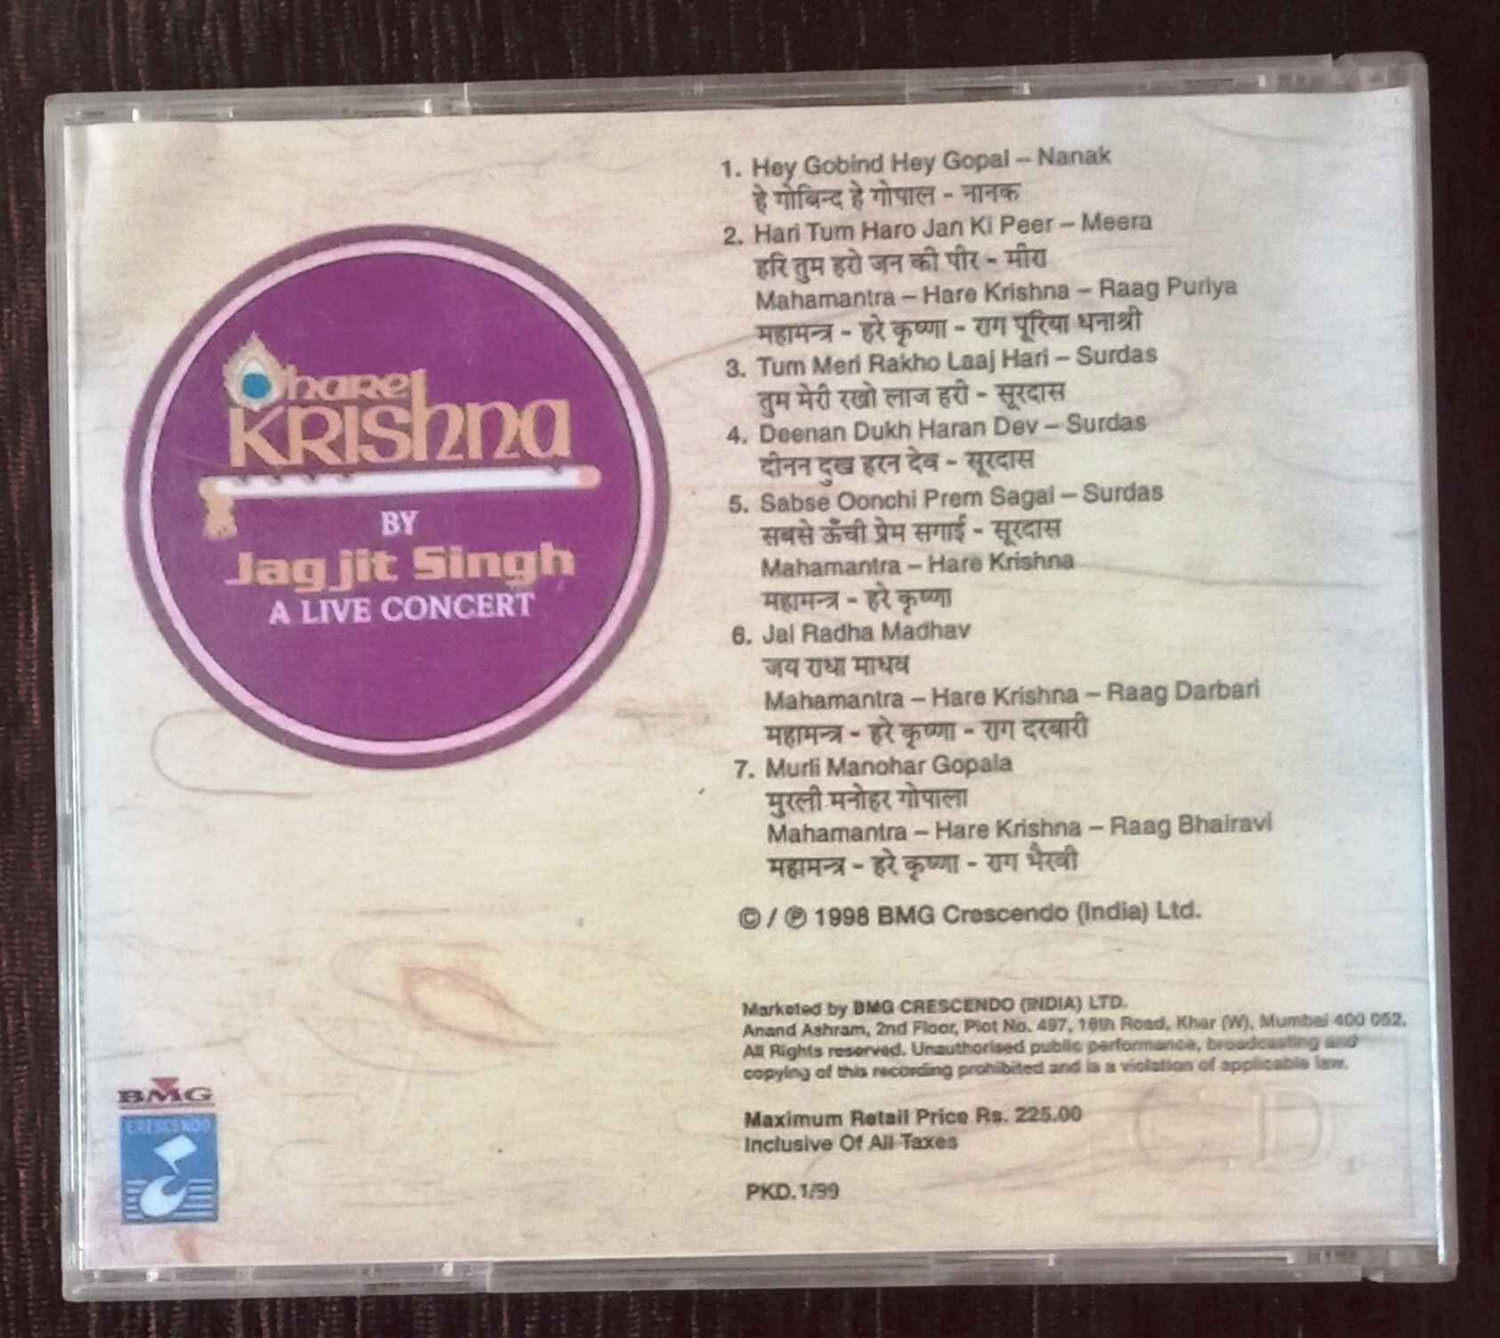 hare
KRIShna
BY
Jagjit Singh
A LIVE CONCERT
1. Hey Gobind Hey Gopal – Nanak
हे गोबिन्द हे गोपाल - नानक
2. Hari Tum Haro Jan Ki Peer – Meera
हरि तुम हरो जन की पीर - मीरा
Mahamantra – Hare Krishna – Raag Puriya
महामन्त्र - हरे कृष्णा - राग पूरिया धनाश्री
3. Tum Meri Rakho Laaj Hari – Surdas
तुम मेरी रखो लाज हरी - सूरदास
4. Deenan Dukh Haran Dev – Surdas
दीनन दुख हरन देव - सूरदास
5. Sabse Oonchi Prem Sagai – Surdas
सबसे ऊँची प्रेम सगाई - सूरदास
Mahamantra – Hare Krishna
महामन्त्र - हरे कृष्णा
6. Jai Radha Madhav
जय राधा माधव
Mahamantra – Hare Krishna – Raag Darbari
महामन्त्र - हरे कृष्णा - राग दरबारी
7. Murli Manohar Gopala
मुरली मनोहर गोपाला
Mahamantra – Hare Krishna – Raag Bhairavi
महामन्त्र - हरे कृष्णा - राग भैरवी
© / ℗ 1998 BMG Crescendo (India) Ltd.
Marketed by BMG CRESCENDO (INDIA) LTD.
Anand Ashram, 2nd Floor, Plot No. 497, 16th Road, Khar (W), Mumbai 400 052.
All Rights reserved. Unauthorised public performance, broadcasting and
copying of this recording prohibited and is a violation of applicable law.
Maximum Retail Price Rs. 225.00
Inclusive Of All Taxes
PKD.1/99
BMG
CRESCENDO